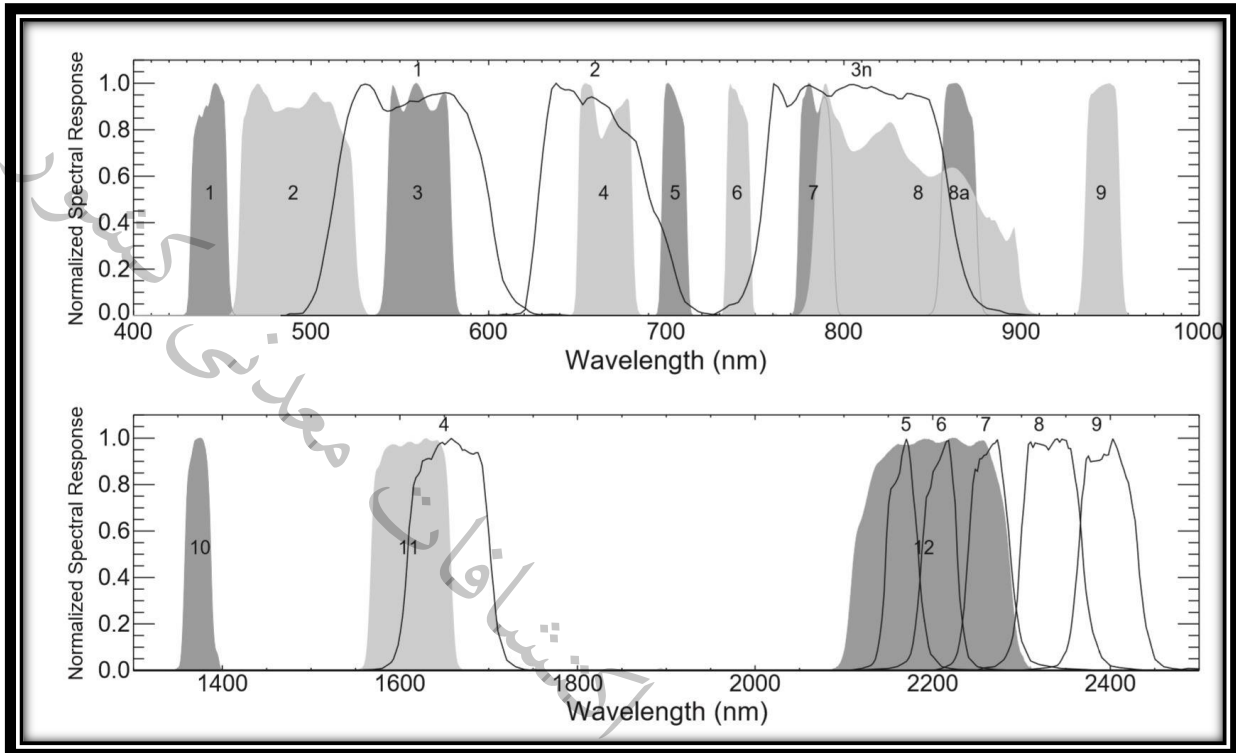 1 2 3n
Normalized Spectral Response
1.0
0.8
0.6
0.4
0.2
0.0
1 2 3 4 5 6 7 8 8a 9
400 500 600 700 800 900 1000
Wavelength (nm)
4 5 6 7 8 9
Normalized Spectral Response
1.0
0.8
0.6
0.4
0.2
0.0
10 11 12
1400 1600 1800 2000 2200 2400
Wavelength (nm)
اکتشافات معدنی کشور